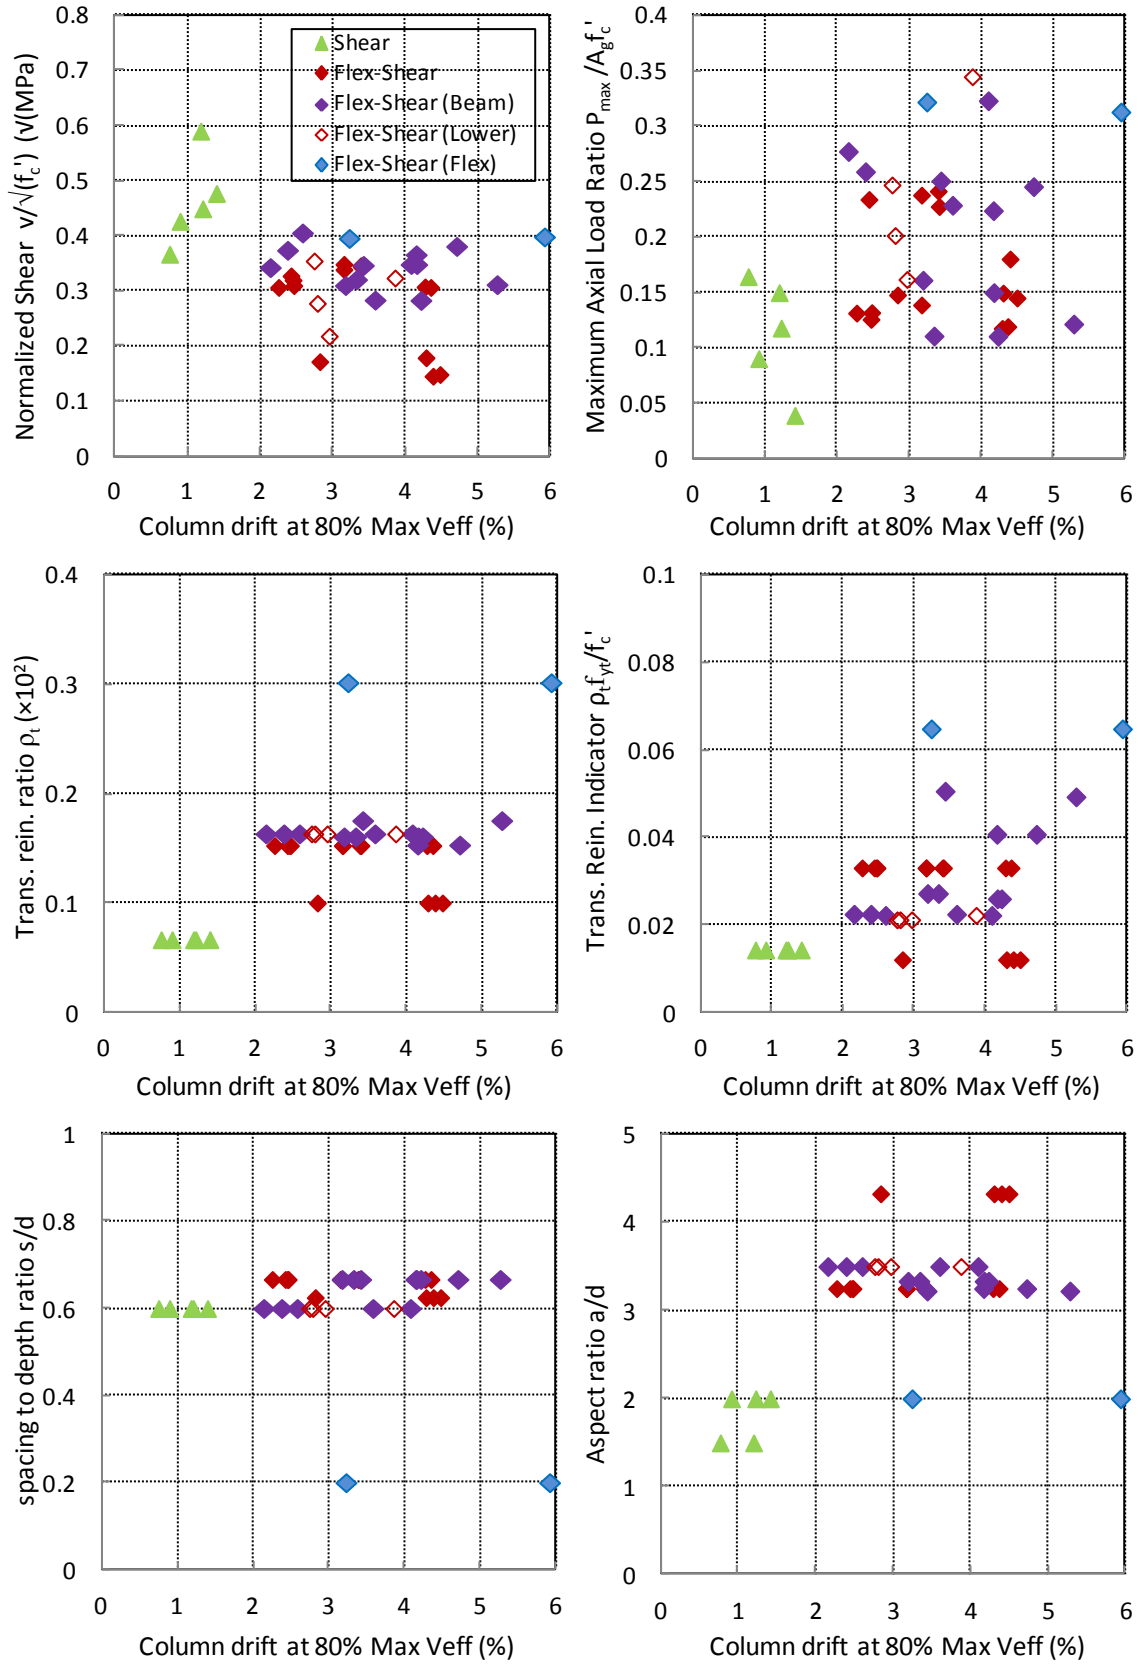 Normalized Shear v/√(f_c') (√(MPa)
0.8
0.7
0.6
0.5
0.4
0.3
0.2
0.1
0
Shear
Flex-Shear
Flex-Shear (Beam)
Flex-Shear (Lower)
Flex-Shear (Flex)
0 1 2 3 4 5 6
Column drift at 80% Max Veff (%)
Maximum Axial Load Ratio P_max/A_gf_c'
0.4
0.35
0.3
0.25
0.2
0.15
0.1
0.05
0
0 1 2 3 4 5 6
Column drift at 80% Max Veff (%)
Trans. rein. ratio ρ_t (×10²)
0.4
0.3
0.2
0.1
0
0 1 2 3 4 5 6
Column drift at 80% Max Veff (%)
Trans. Rein. Indicator ρ_tf_yt/f_c'
0.1
0.08
0.06
0.04
0.02
0
0 1 2 3 4 5 6
Column drift at 80% Max Veff (%)
spacing to depth ratio s/d
1
0.8
0.6
0.4
0.2
0
0 1 2 3 4 5 6
Column drift at 80% Max Veff (%)
Aspect ratio a/d
5
4
3
2
1
0
0 1 2 3 4 5 6
Column drift at 80% Max Veff (%)